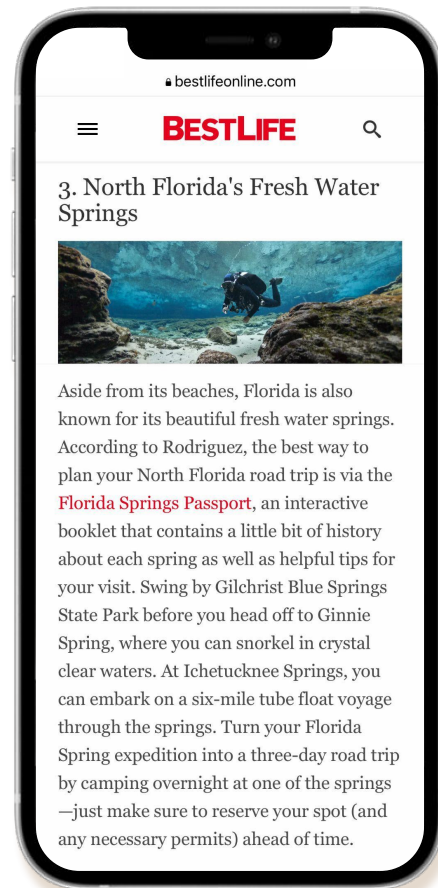 bestlifeonline.com
BESTLIFE
3. North Florida's Fresh Water
Springs
Aside from its beaches, Florida is also
known for its beautiful fresh water springs.
According to Rodriguez, the best way to
plan your North Florida road trip is via the
Florida Springs Passport, an interactive
booklet that contains a little bit of history
about each spring as well as helpful tips for
your visit. Swing by Gilchrist Blue Springs
State Park before you head off to Ginnie
Spring, where you can snorkel in crystal
clear waters. At Ichetucknee Springs, you
can embark on a six-mile tube float voyage
through the springs. Turn your Florida
Spring expedition into a three-day road trip
by camping overnight at one of the springs
—just make sure to reserve your spot (and
any necessary permits) ahead of time.